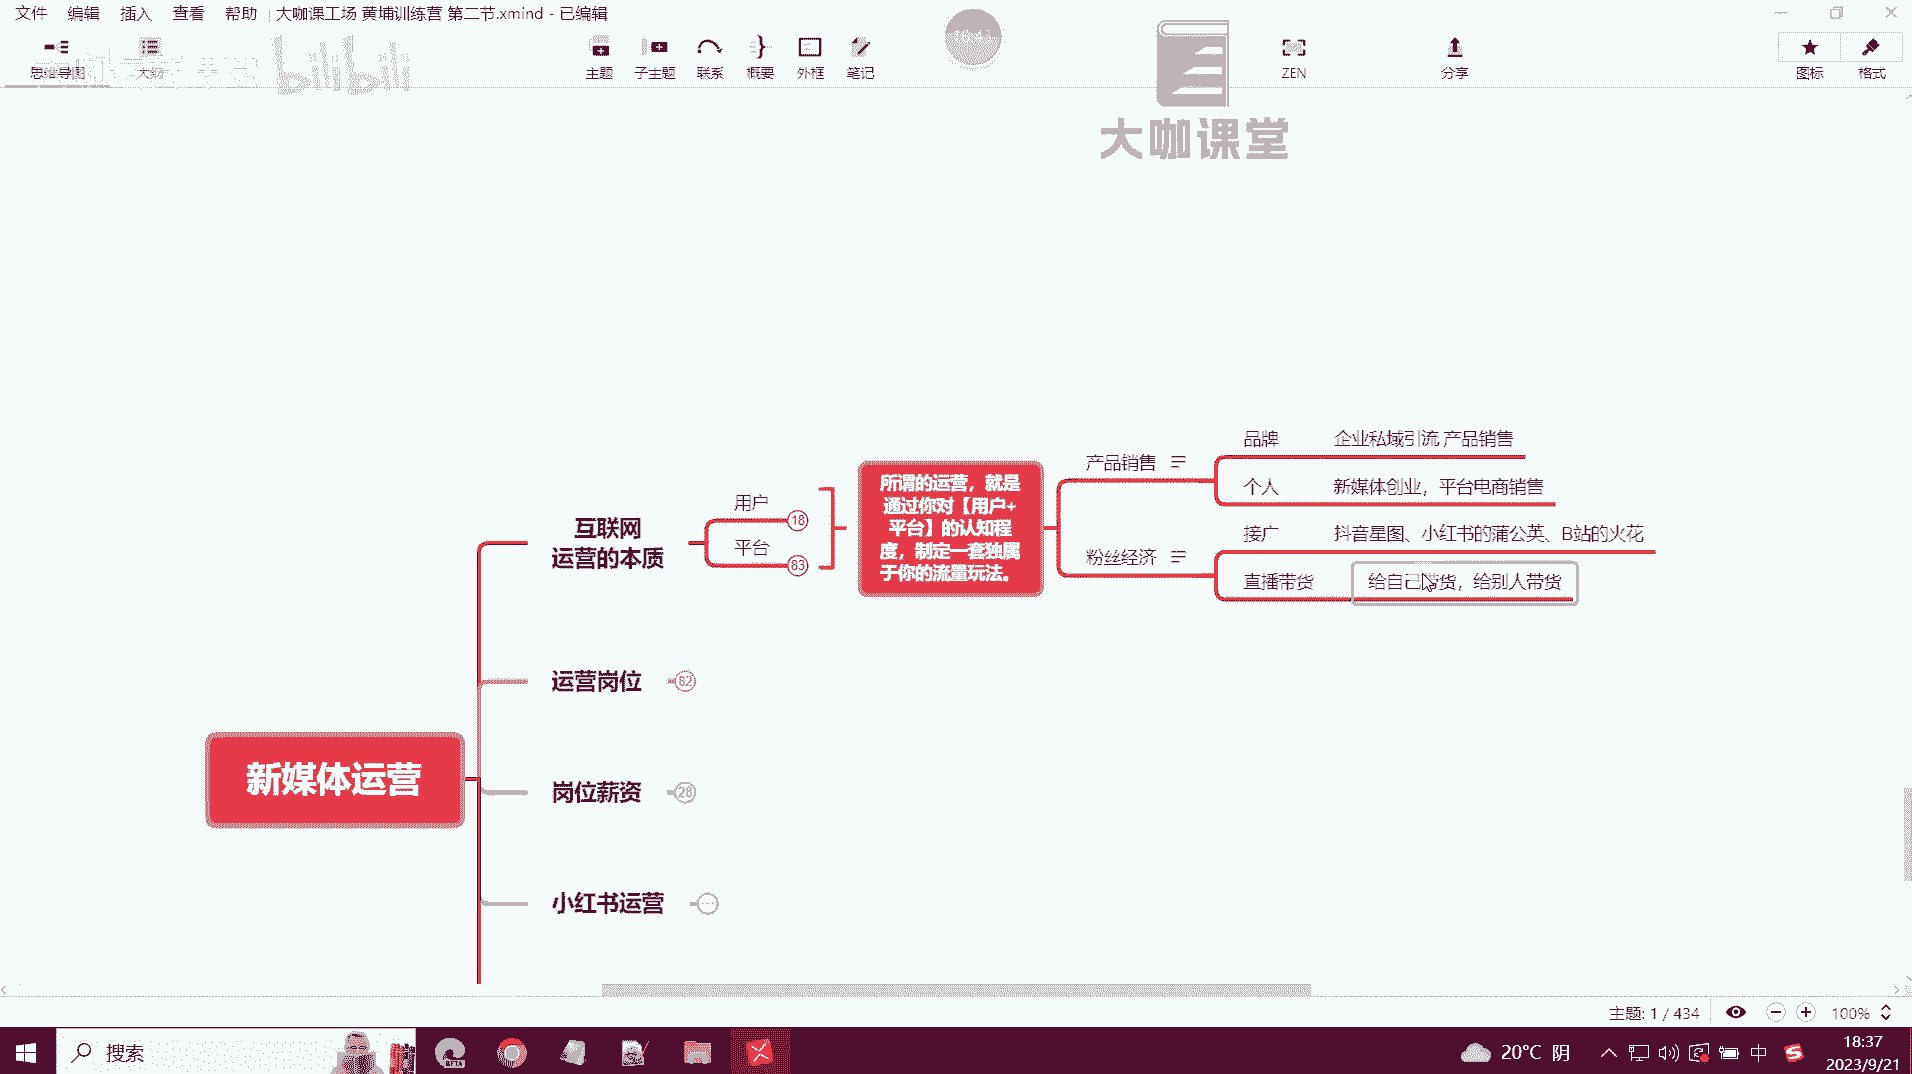 文件 编辑 插入 查看 帮助 大咖课工场 黄埔训练营 第二节.xmind - 已编辑
思维导图 大纲 主题 子主题 联系 概要 外框 笔记 ZEN 分享 图标 格式
bilibili
16:43
大咖课堂
品牌 企业私域引流 产品销售
产品销售
个人 新媒体创业，平台电商销售
所谓的运营，就是
通过你对【用户+
平台】的认知程
度，制定一套独属
于你的流量玩法。
用户 18
互联网
运营的本质
平台 83
接广 抖音星图、小红书的蒲公英、B站的火花
粉丝经济
直播带货 给自己带货，给别人带货
运营岗位 82
新媒体运营
岗位薪资 28
小红书运营
主题: 1 / 434 100%
搜索
BETA
20°C 阴 中
18:37
2023/9/21